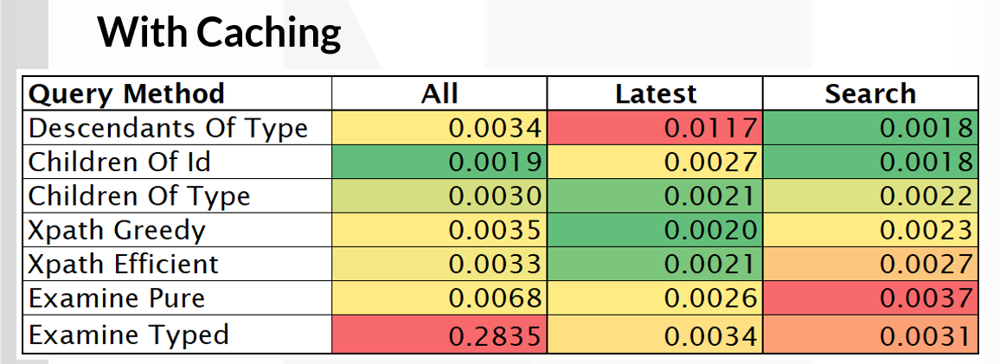 With Caching
Query Method All Latest Search
Descendants Of Type 0.0034 0.0117 0.0018
Children Of Id 0.0019 0.0027 0.0018
Children Of Type 0.0030 0.0021 0.0022
Xpath Greedy 0.0035 0.0020 0.0023
Xpath Efficient 0.0033 0.0021 0.0027
Examine Pure 0.0068 0.0026 0.0037
Examine Typed 0.2835 0.0034 0.0031